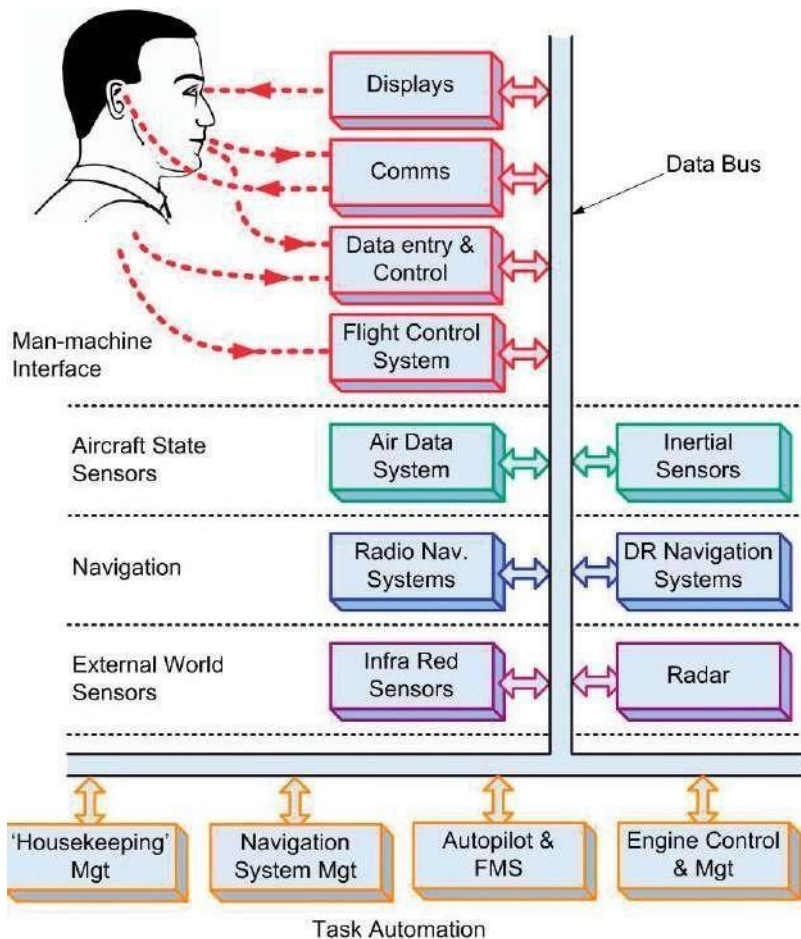 Displays
Comms
Data Bus
Data entry &
Control
Man-machine
Interface
Flight Control
System
Aircraft State
Sensors
Air Data
System
Inertial
Sensors
Navigation
Radio Nav.
Systems
DR Navigation
Systems
External World
Sensors
Infra Red
Sensors
Radar
‘Housekeeping’
Mgt
Navigation
System Mgt
Autopilot &
FMS
Engine Control
& Mgt
Task Automation